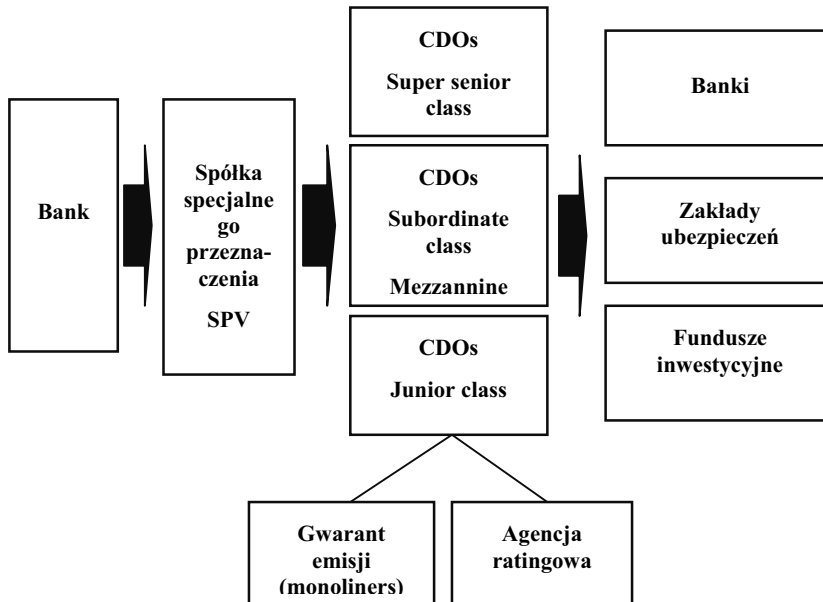 Bank
Spółka
specjalne
go
przezna-
czenia
SPV
CDOs
Super senior
class
CDOs
Subordinate
class
Mezzannine
CDOs
Junior class
Banki
Zakłady
ubezpieczeń
Fundusze
inwestycyjne
Gwarant
emisji
(monoliners)
Agencja
ratingowa